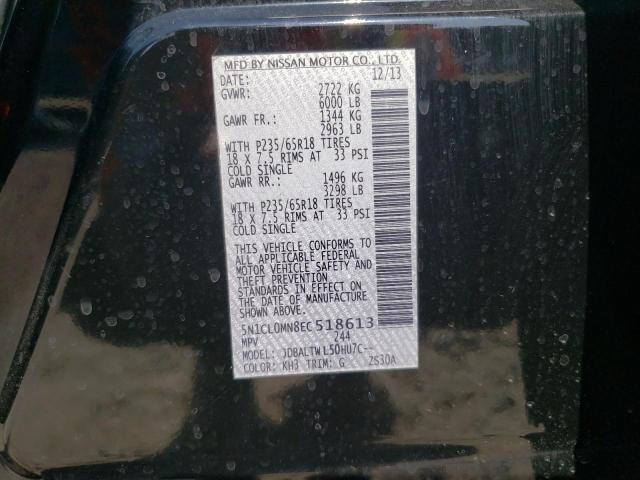 MFD BY NISSAN MOTOR CO., LTD.
DATE: 12/13
GVWR: 2722 KG
6000 LB
GAWR FR.: 1344 KG
2963 LB
WITH P235/65R18 TIRES
18 X 7.5 RIMS AT 33 PSI
COLD SINGLE
GAWR RR.: 1496 KG
3298 LB
WITH P235/65R18 TIRES
18 X 7.5 RIMS AT 33 PSI
COLD SINGLE
THIS VEHICLE CONFORMS TO
ALL APPLICABLE FEDERAL
MOTOR VEHICLE SAFETY AND
THEFT PREVENTION
STANDARDS IN EFFECT ON
THE DATE OF MANUFACTURE
SHOWN ABOVE.
5N1CL0MN8EC518613
MPV 244
MODEL: JDBALTWL50HU7C--
COLOR: KH3 TRIM: G 2S30A